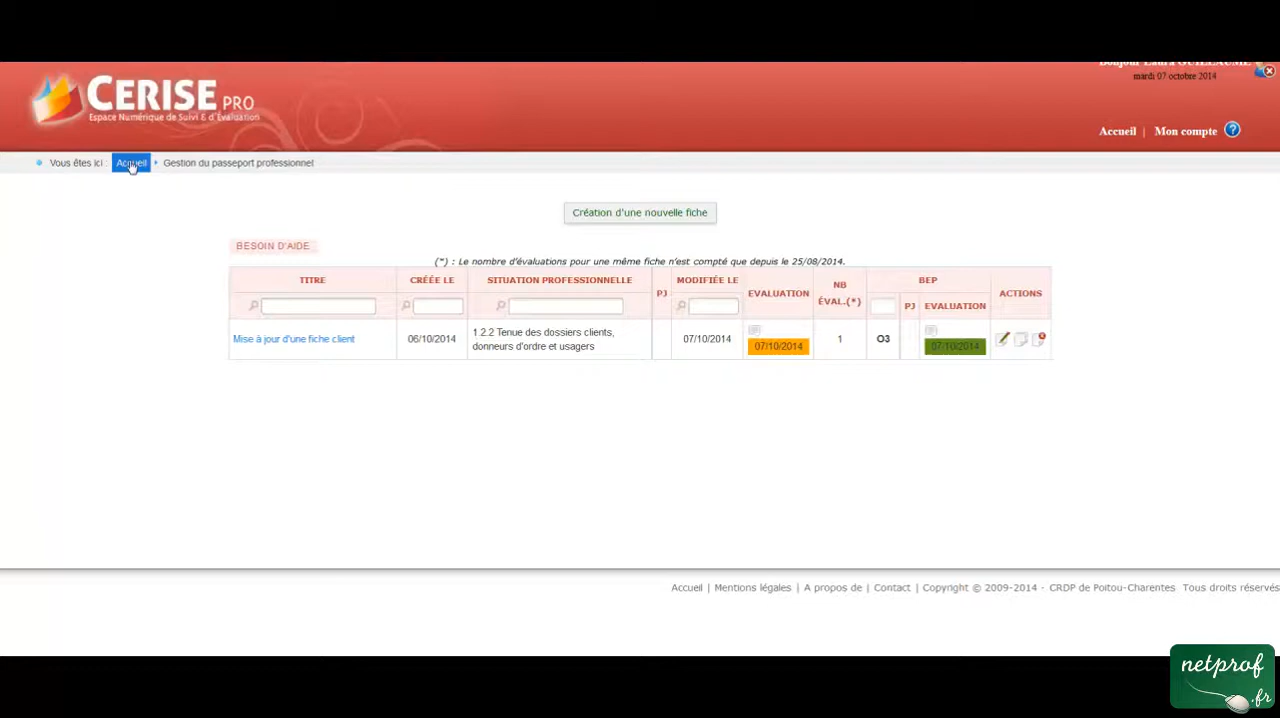 Bonjour Laura GUILLAUME
mardi 07 octobre 2014
CERISE PRO
Espace Numérique de Suivi & d'Évaluation
Accueil | Mon compte ?
Vous êtes ici : Accueil Gestion du passeport professionnel
Création d'une nouvelle fiche
BESOIN D'AIDE
(*) : Le nombre d'évaluations pour une même fiche n'est compté que depuis le 25/08/2014.
TITRE CRÉÉE LE SITUATION PROFESSIONNELLE PJ MODIFIÉE LE EVALUATION NB ÉVAL.(*) BEP PJ EVALUATION ACTIONS
Mise à jour d'une fiche client 06/10/2014 1.2.2 Tenue des dossiers clients, donneurs d'ordre et usagers 07/10/2014 07/10/2014 1 O3 07/10/2014
Accueil | Mentions légales | A propos de | Contact | Copyright © 2009-2014 - CRDP de Poitou-Charentes Tous droits réservés
netprof
.fr